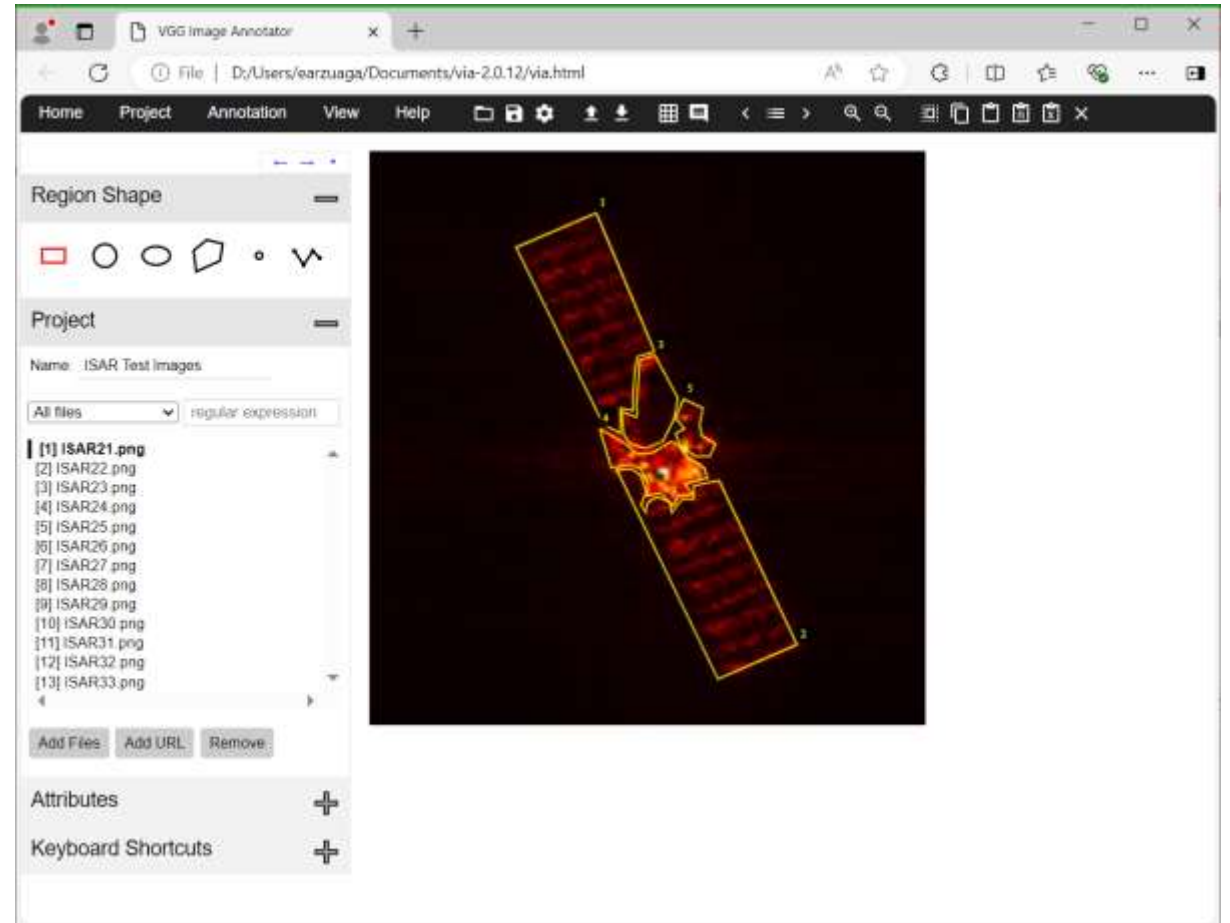 VGG Image Annotator
File | D:/Users/earzuaga/Documents/via-2.0.12/via.html
Home Project Annotation View Help
Region Shape
Project
Name ISAR Test Images
All files regular expression
[1] ISAR21.png
[2] ISAR22.png
[3] ISAR23.png
[4] ISAR24.png
[5] ISAR25.png
[6] ISAR26.png
[7] ISAR27.png
[8] ISAR28.png
[9] ISAR29.png
[10] ISAR30.png
[11] ISAR31.png
[12] ISAR32.png
[13] ISAR33.png
Add Files Add URL Remove
Attributes
Keyboard Shortcuts
3
5
4